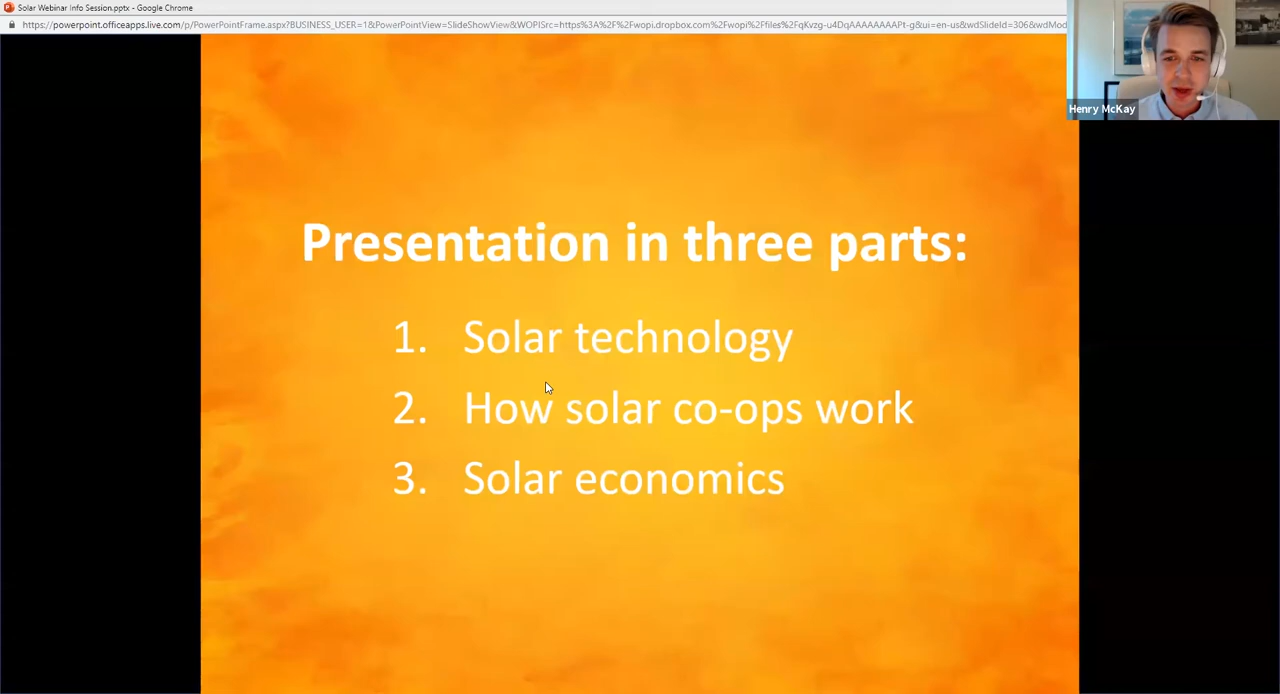 Solar Webinar Info Session.pptx - Google Chrome
https://powerpoint.officeapps.live.com/p/PowerPointFrame.aspx?BUSINESS_USER=1&PowerPointView=SlideShowView&WOPISrc=https%3A%2F%2Fwopi.dropbox.com%2Fwopi%2Ffiles%2FqKvzg-u4DqAAAAAAAAPt-g&ui=en-us&wdSlideId=306&wdMod
Henry McKay
Presentation in three parts:
1. Solar technology
2. How solar co-ops work
3. Solar economics